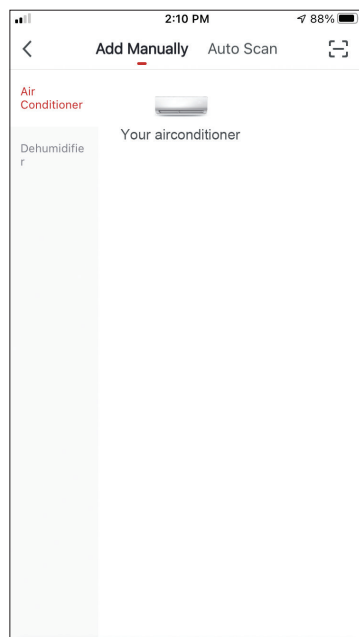 2:10 PM
88%
Add Manually
Auto Scan
Air
Conditioner
Your airconditioner
Dehumidifie
r